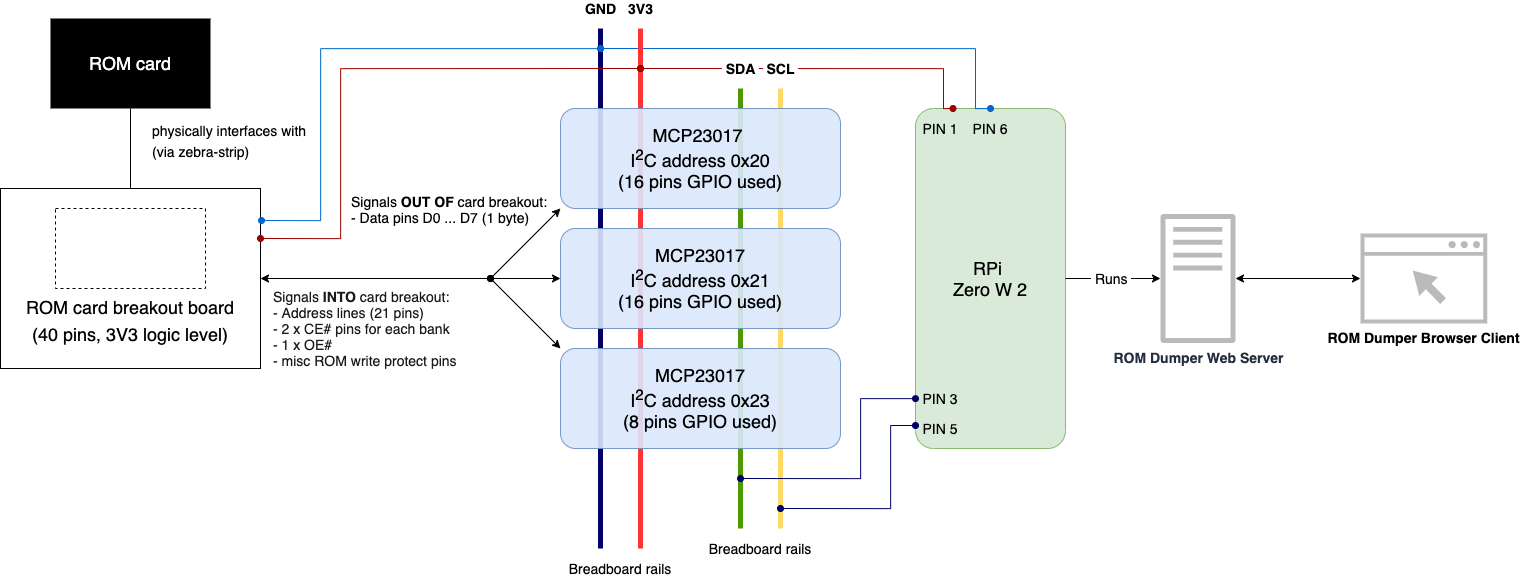 GND 3V3
ROM card
SDA - SCL
physically interfaces with
(via zebra-strip)
MCP23017
I²C address 0x20
(16 pins GPIO used)
PIN 1 PIN 6
Signals OUT OF card breakout:
- Data pins D0 ... D7 (1 byte)
MCP23017
I²C address 0x21
(16 pins GPIO used)
RPi
Zero W 2
Runs
ROM card breakout board
(40 pins, 3V3 logic level)
Signals INTO card breakout:
- Address lines (21 pins)
- 2 x CE# pins for each bank
- 1 x OE#
- misc ROM write protect pins
ROM Dumper Web Server
ROM Dumper Browser Client
MCP23017
I²C address 0x23
(8 pins GPIO used)
PIN 3
PIN 5
Breadboard rails
Breadboard rails